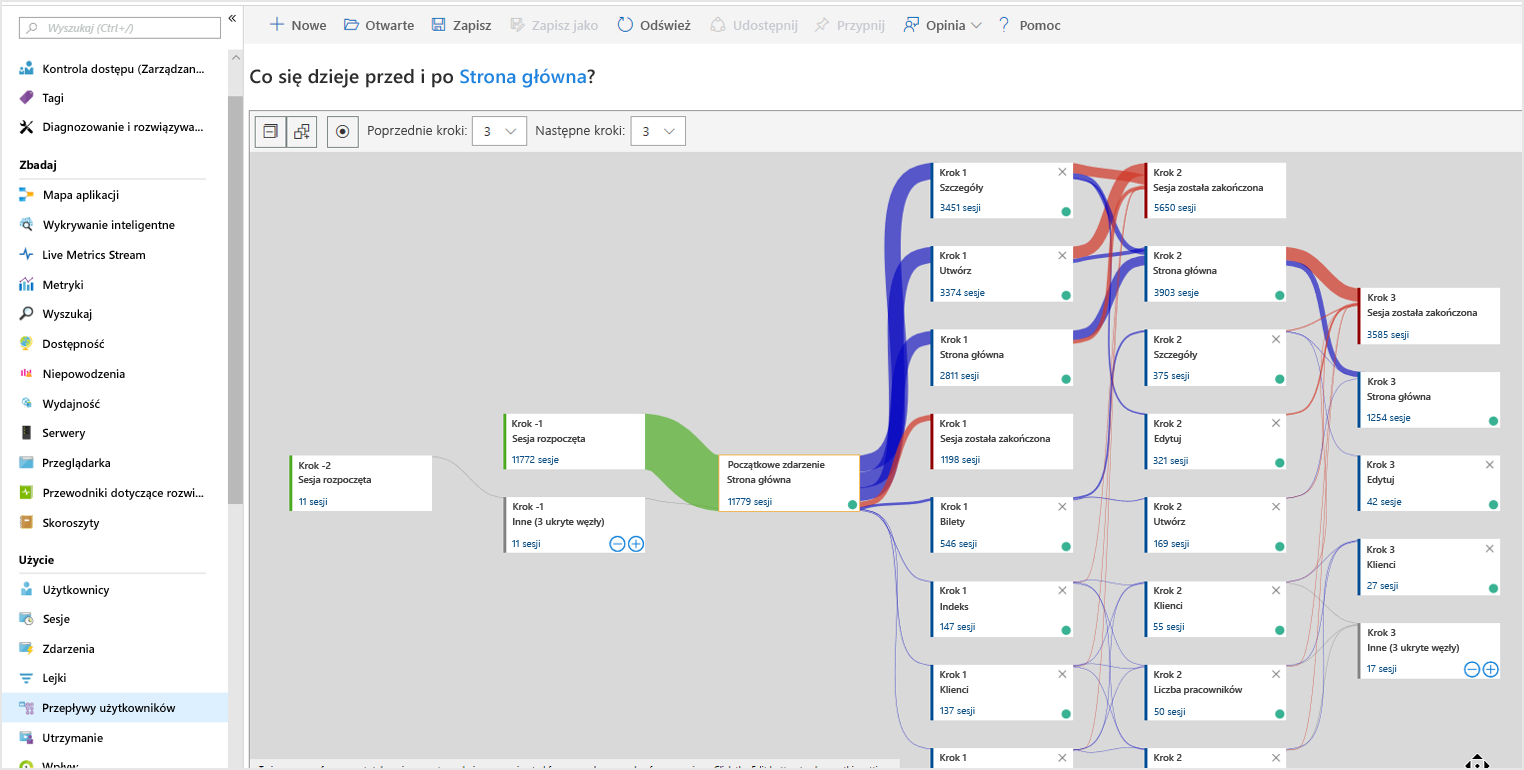 Wyszukaj (Ctrl+/)
«
Kontrola dostępu (Zarządzan...
Tagi
Diagnozowanie i rozwiązywa...
Zbadaj
Mapa aplikacji
Wykrywanie inteligentne
Live Metrics Stream
Metryki
Wyszukaj
Dostępność
Niepowodzenia
Wydajność
Serwery
Przeglądarka
Przewodniki dotyczące rozwi...
Skoroszyty
Użycie
Użytkownicy
Sesje
Zdarzenia
Lejki
Przepływy użytkowników
Utrzymanie
Wpływ
Nowe Otwarte Zapisz Zapisz jako Odśwież Udostępnij Przypnij Opinia ? Pomoc
Co się dzieje przed i po Strona główna?
Poprzednie kroki: 3 Następne kroki: 3
Krok -2
Sesja rozpoczęta
11 sesji
Krok -1
Sesja rozpoczęta
11772 sesje
Krok -1
Inne (3 ukryte węzły)
11 sesji
Początkowe zdarzenie
Strona główna
11779 sesji
Krok 1
Szczegóły
3451 sesji
Krok 1
Utwórz
3374 sesje
Krok 1
Strona główna
2811 sesji
Krok 1
Sesja została zakończona
1198 sesji
Krok 1
Bilety
546 sesji
Krok 1
Indeks
147 sesji
Krok 1
Klienci
137 sesji
Krok 1
Krok 2
Sesja została zakończona
5650 sesji
Krok 2
Strona główna
3903 sesje
Krok 2
Szczegóły
375 sesji
Krok 2
Edytuj
321 sesji
Krok 2
Utwórz
169 sesji
Krok 2
Klienci
55 sesji
Krok 2
Liczba pracowników
50 sesji
Krok 2
Krok 3
Sesja została zakończona
3585 sesji
Krok 3
Strona główna
1254 sesje
Krok 3
Edytuj
42 sesje
Krok 3
Klienci
27 sesji
Krok 3
Inne (3 ukryte węzły)
17 sesji